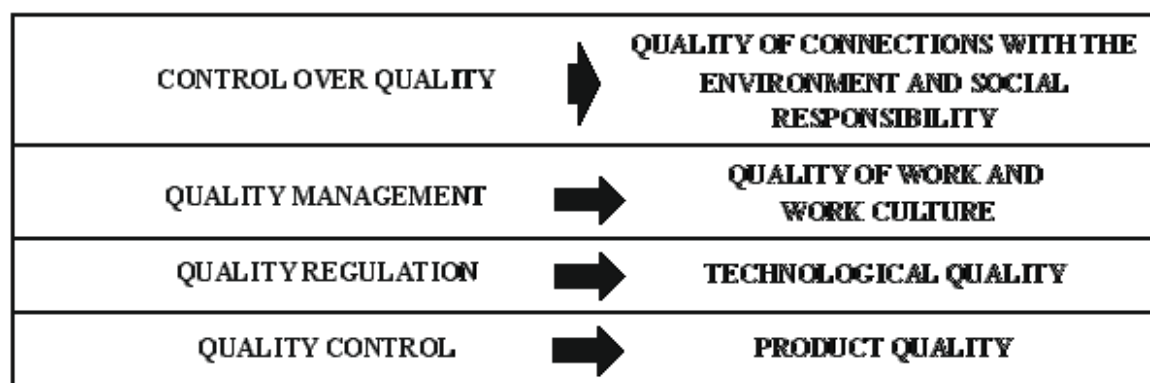 CONTROL OVER QUALITY
QUALITY OF CONNECTIONS WITH THE
ENVIRONMENT AND SOCIAL
RESPONSIBILITY
QUALITY MANAGEMENT
QUALITY OF WORK AND
WORK CULTURE
QUALITY REGULATION
TECHNOLOGICAL QUALITY
QUALITY CONTROL
PRODUCT QUALITY